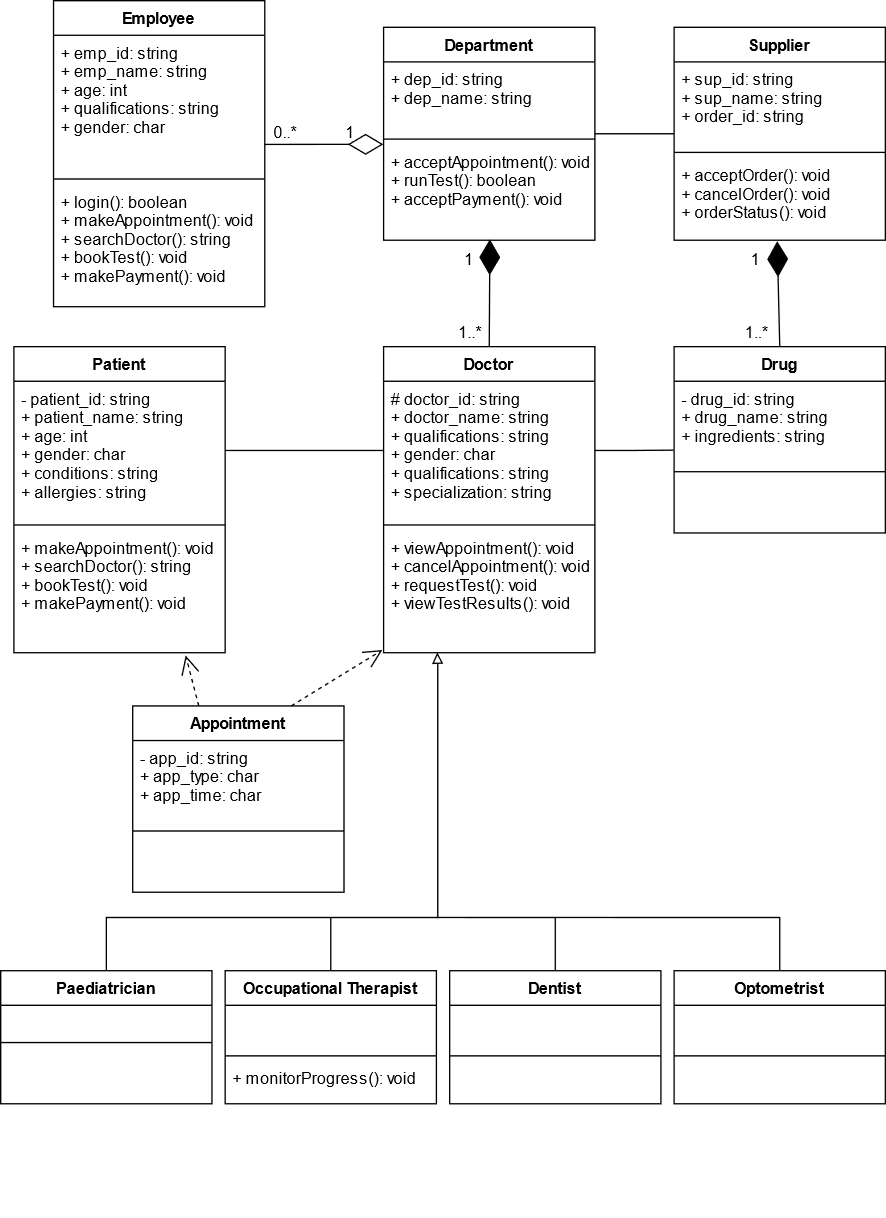 Employee
+ emp_id: string
+ emp_name: string
+ age: int
+ qualifications: string
+ gender: char
+ login(): boolean
+ makeAppointment(): void
+ searchDoctor(): string
+ bookTest(): void
+ makePayment(): void
0..*
1
Department
+ dep_id: string
+ dep_name: string
+ acceptAppointment(): void
+ runTest(): boolean
+ acceptPayment(): void
Supplier
+ sup_id: string
+ sup_name: string
+ order_id: string
+ acceptOrder(): void
+ cancelOrder(): void
+ orderStatus(): void
1
1..*
1
1..*
Patient
- patient_id: string
+ patient_name: string
+ age: int
+ gender: char
+ conditions: string
+ allergies: string
+ makeAppointment(): void
+ searchDoctor(): string
+ bookTest(): void
+ makePayment(): void
Doctor
# doctor_id: string
+ doctor_name: string
+ qualifications: string
+ gender: char
+ qualifications: string
+ specialization: string
+ viewAppointment(): void
+ cancelAppointment(): void
+ requestTest(): void
+ viewTestResults(): void
Drug
- drug_id: string
+ drug_name: string
+ ingredients: string
Appointment
- app_id: string
+ app_type: char
+ app_time: char
Paediatrician
Occupational Therapist
+ monitorProgress(): void
Dentist
Optometrist